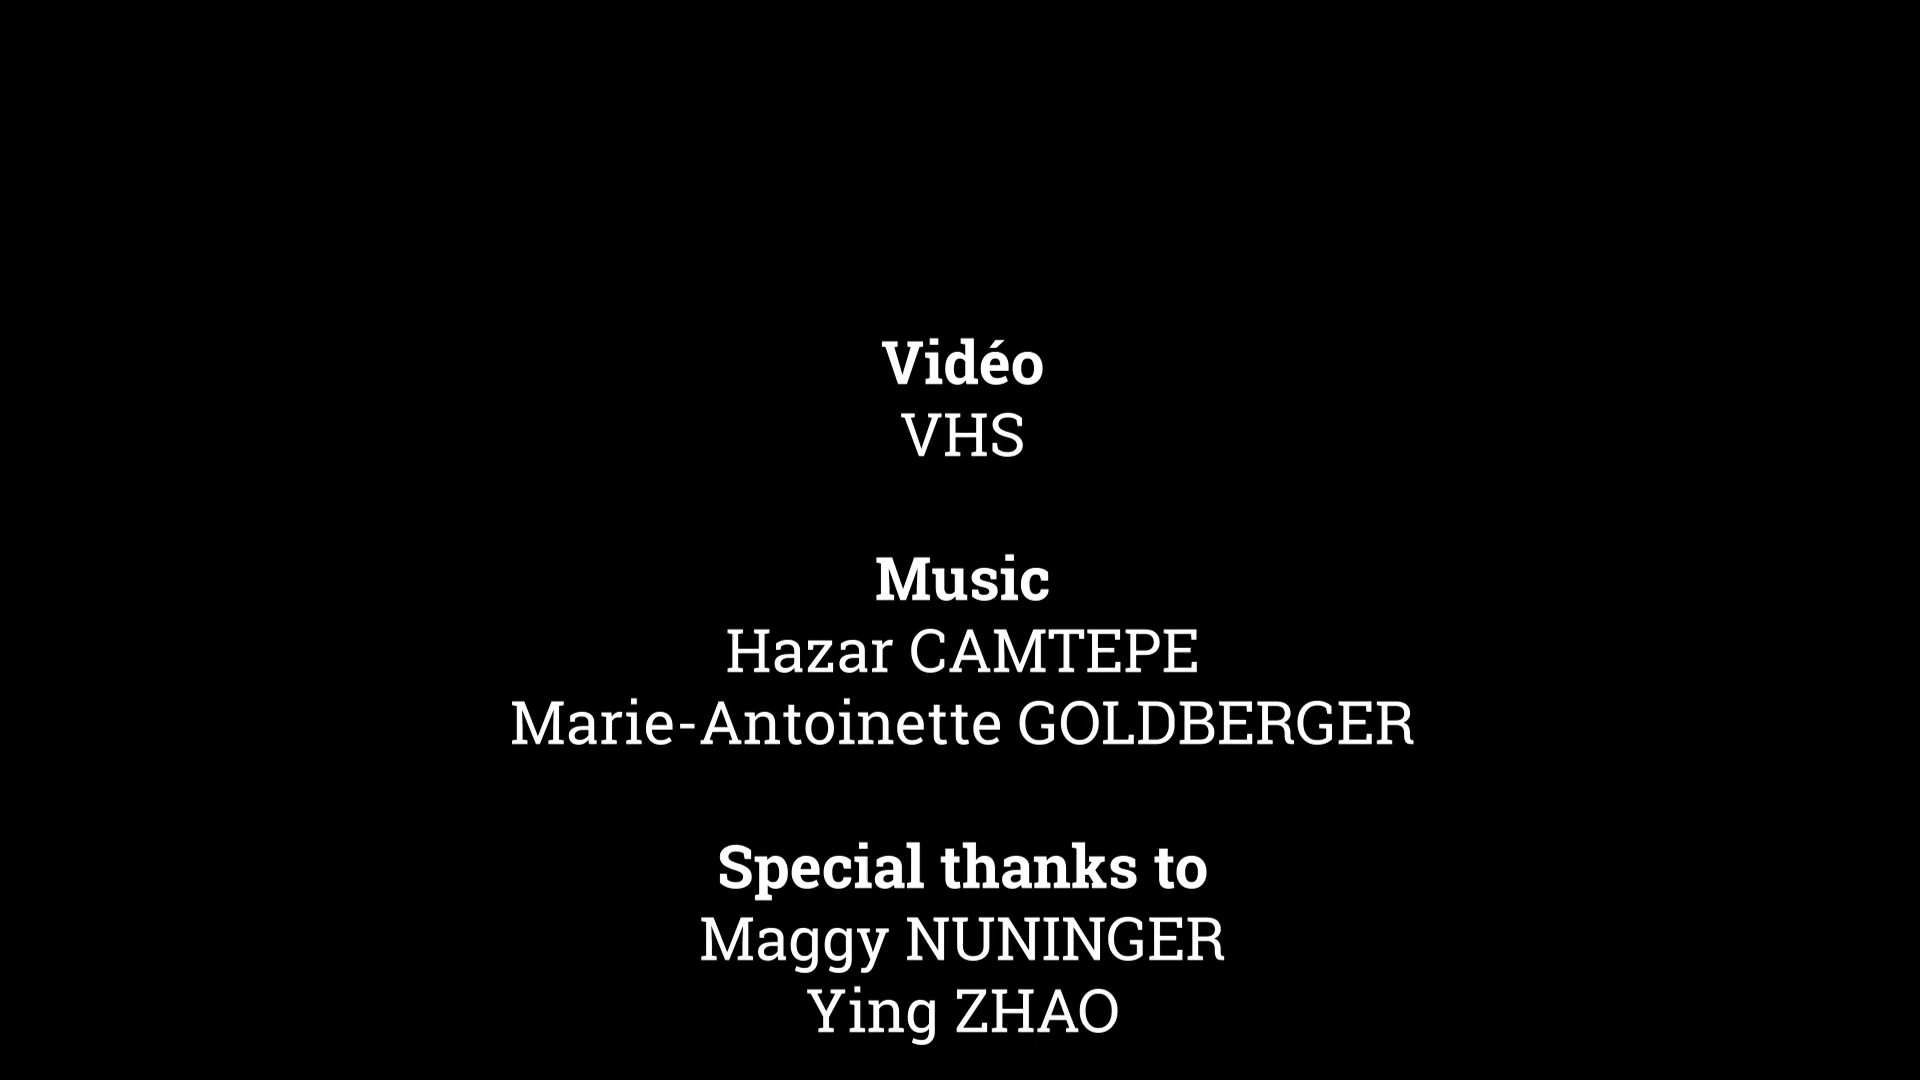 Vidéo
VHS
Music
Hazar CAMTEPE
Marie-Antoinette GOLDBERGER
Special thanks to
Maggy NUNINGER
Ying ZHAO